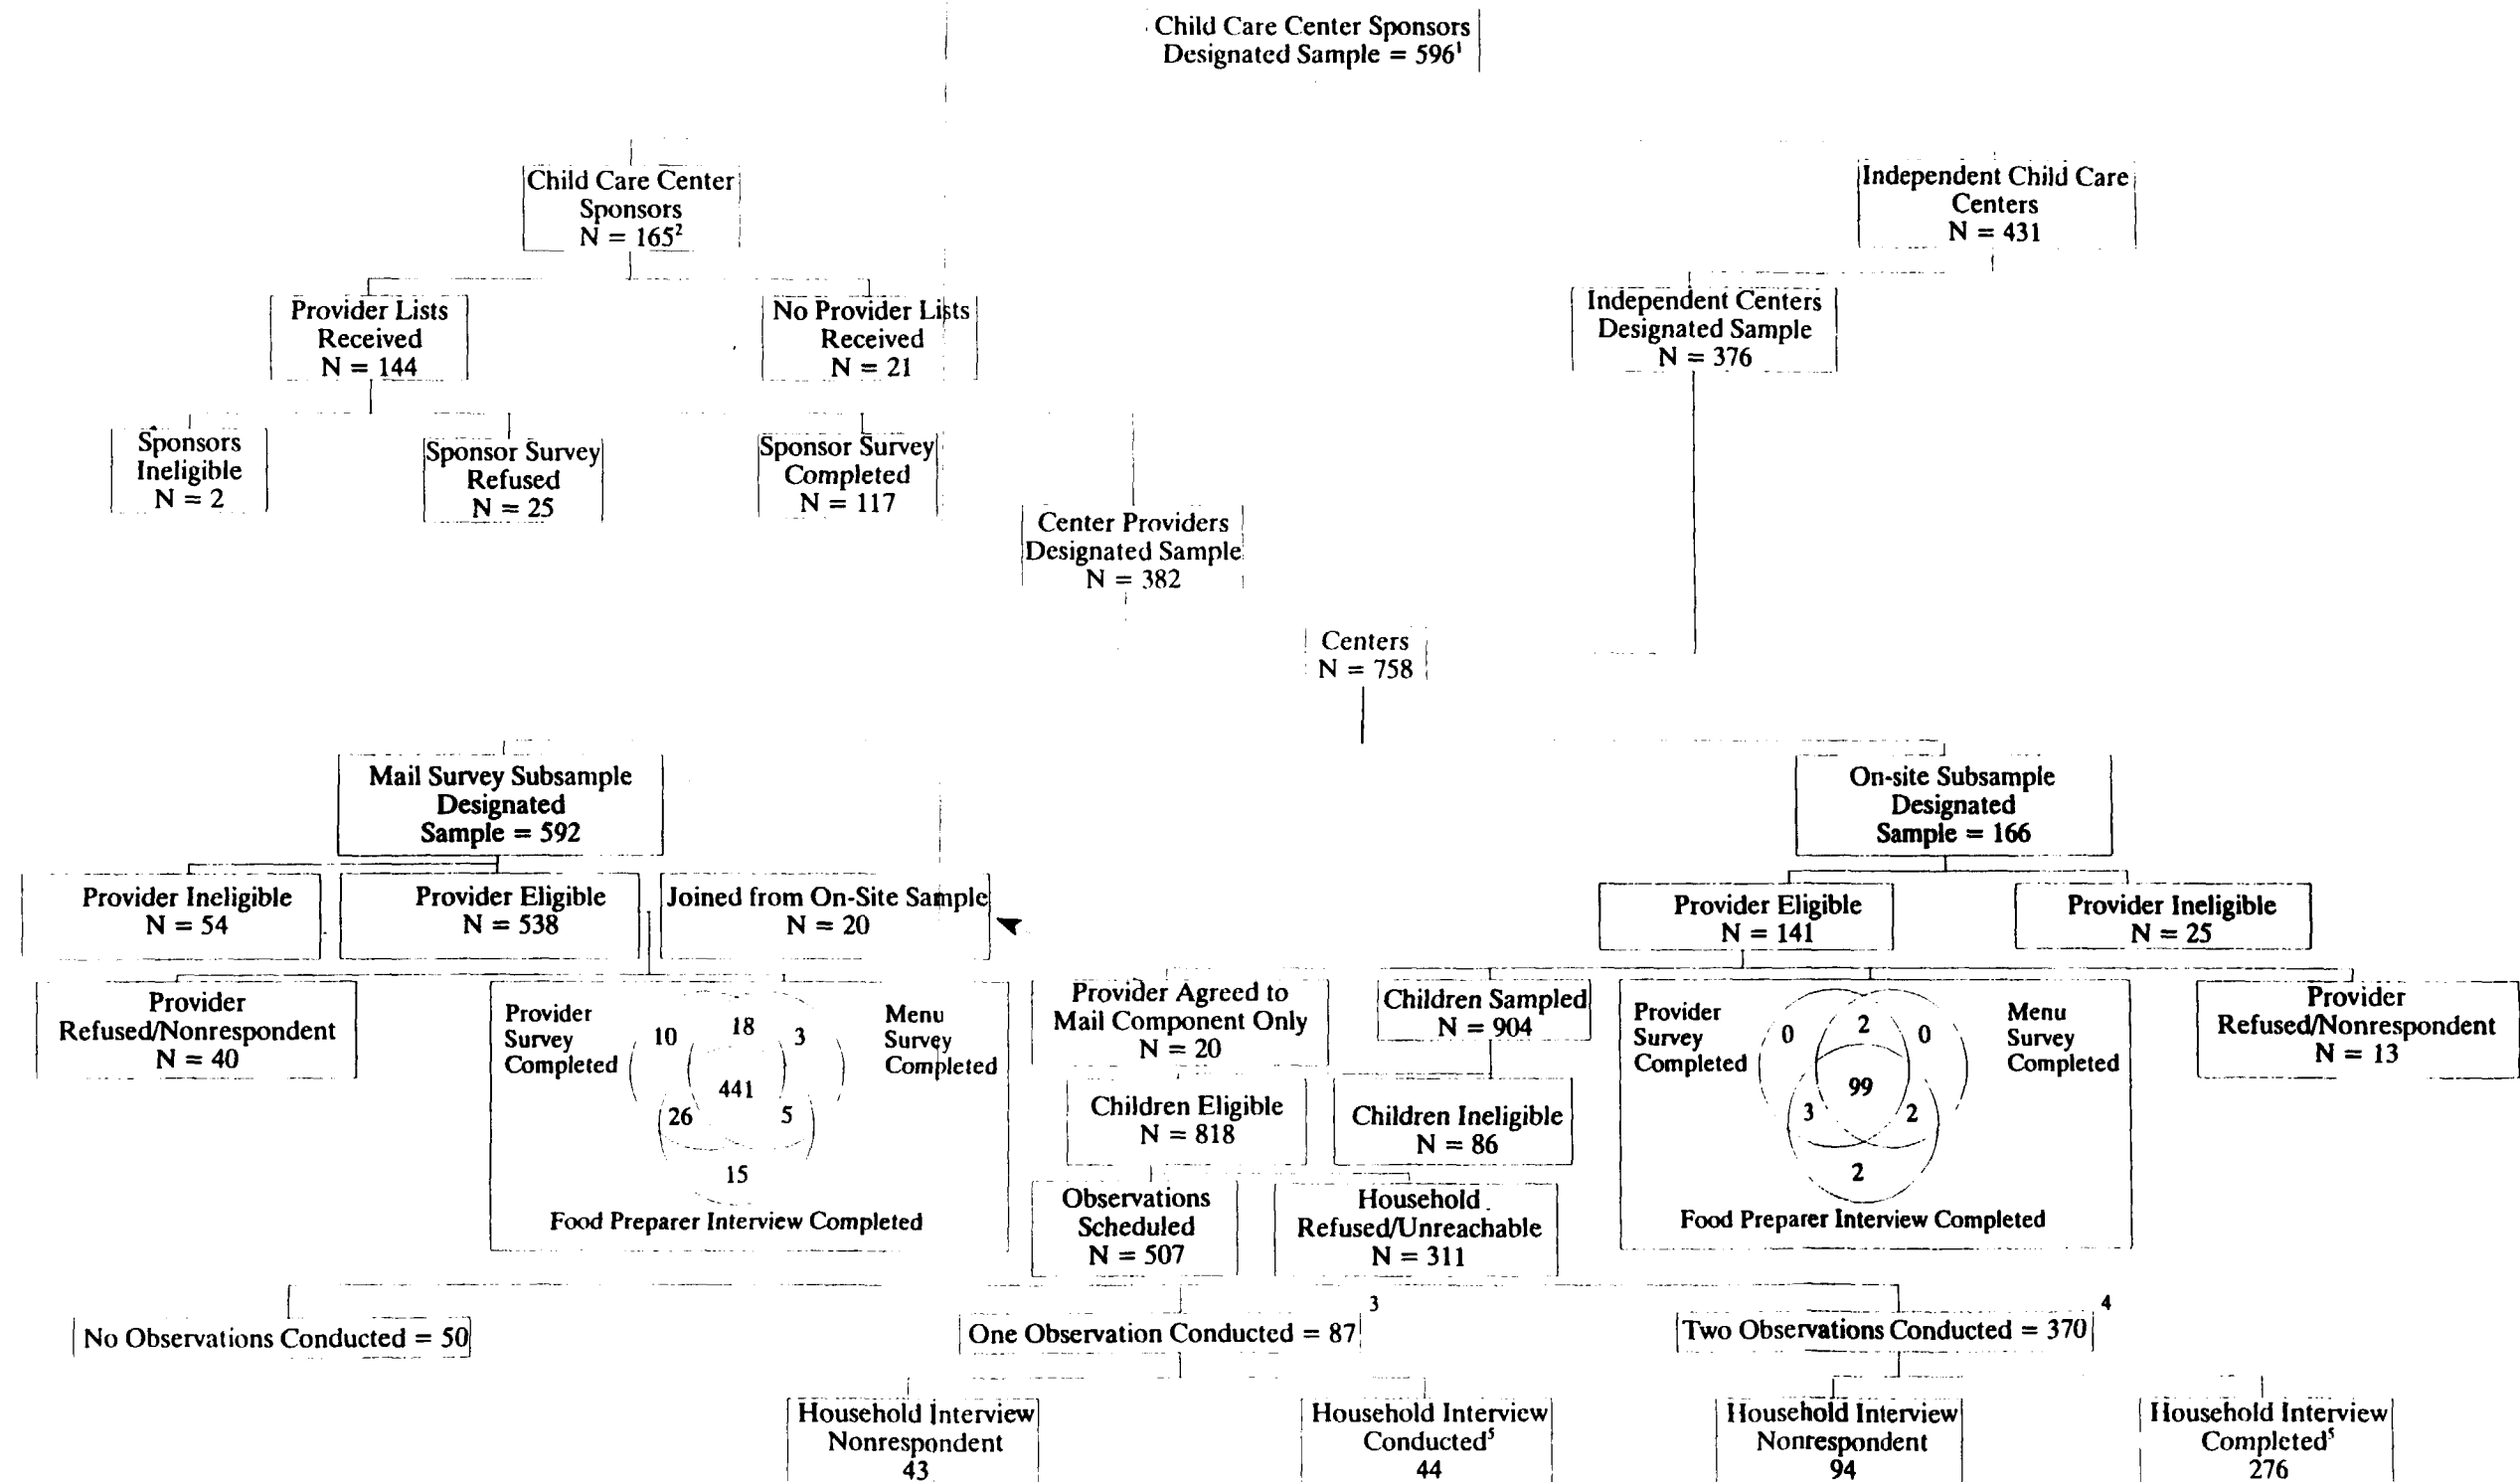 Child Care Center Sponsors
Designated Sample = 596¹
Child Care Center
Sponsors
N = 165²
Independent Child Care
Centers
N = 431
Provider Lists
Received
N = 144
No Provider Lists
Received
N = 21
Independent Centers
Designated Sample
N = 376
Sponsors
Ineligible
N = 2
Sponsor Survey
Refused
N = 25
Sponsor Survey
Completed
N = 117
Center Providers
Designated Sample
N = 382
Centers
N = 758
Mail Survey Subsample
Designated
Sample = 592
On-site Subsample
Designated
Sample = 166
Provider Ineligible
N = 54
Provider Eligible
N = 538
Joined from On-Site Sample
N = 20
Provider Eligible
N = 141
Provider Ineligible
N = 25
Provider
Refused/Nonrespondent
N = 40
Provider
Survey
Completed
10
18
3
441
26
5
15
Menu
Survey
Completed
Food Preparer Interview Completed
Provider Agreed to
Mail Component Only
N = 20
Children Sampled
N = 904
Provider
Survey
Completed
0
2
0
99
3
2
2
Menu
Survey
Completed
Food Preparer Interview Completed
Provider
Refused/Nonrespondent
N = 13
Children Eligible
N = 818
Children Ineligible
N = 86
Observations
Scheduled
N = 507
Household
Refused/Unreachable
N = 311
No Observations Conducted = 50
One Observation Conducted = 87 3
Two Observations Conducted = 370 4
Household Interview
Nonrespondent
43
Household Interview
Conducted⁵
44
Household Interview
Nonrespondent
94
Household Interview
Completed⁵
276